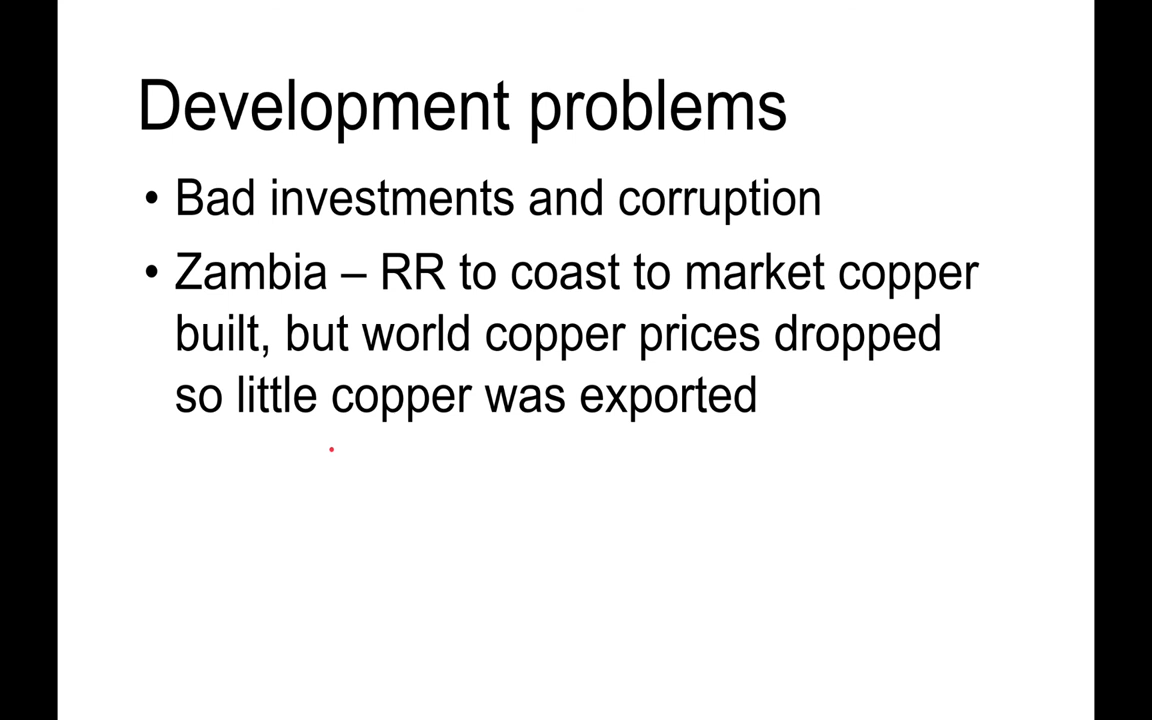 Development problems
• Bad investments and corruption
• Zambia – RR to coast to market copper
built, but world copper prices dropped
so little copper was exported